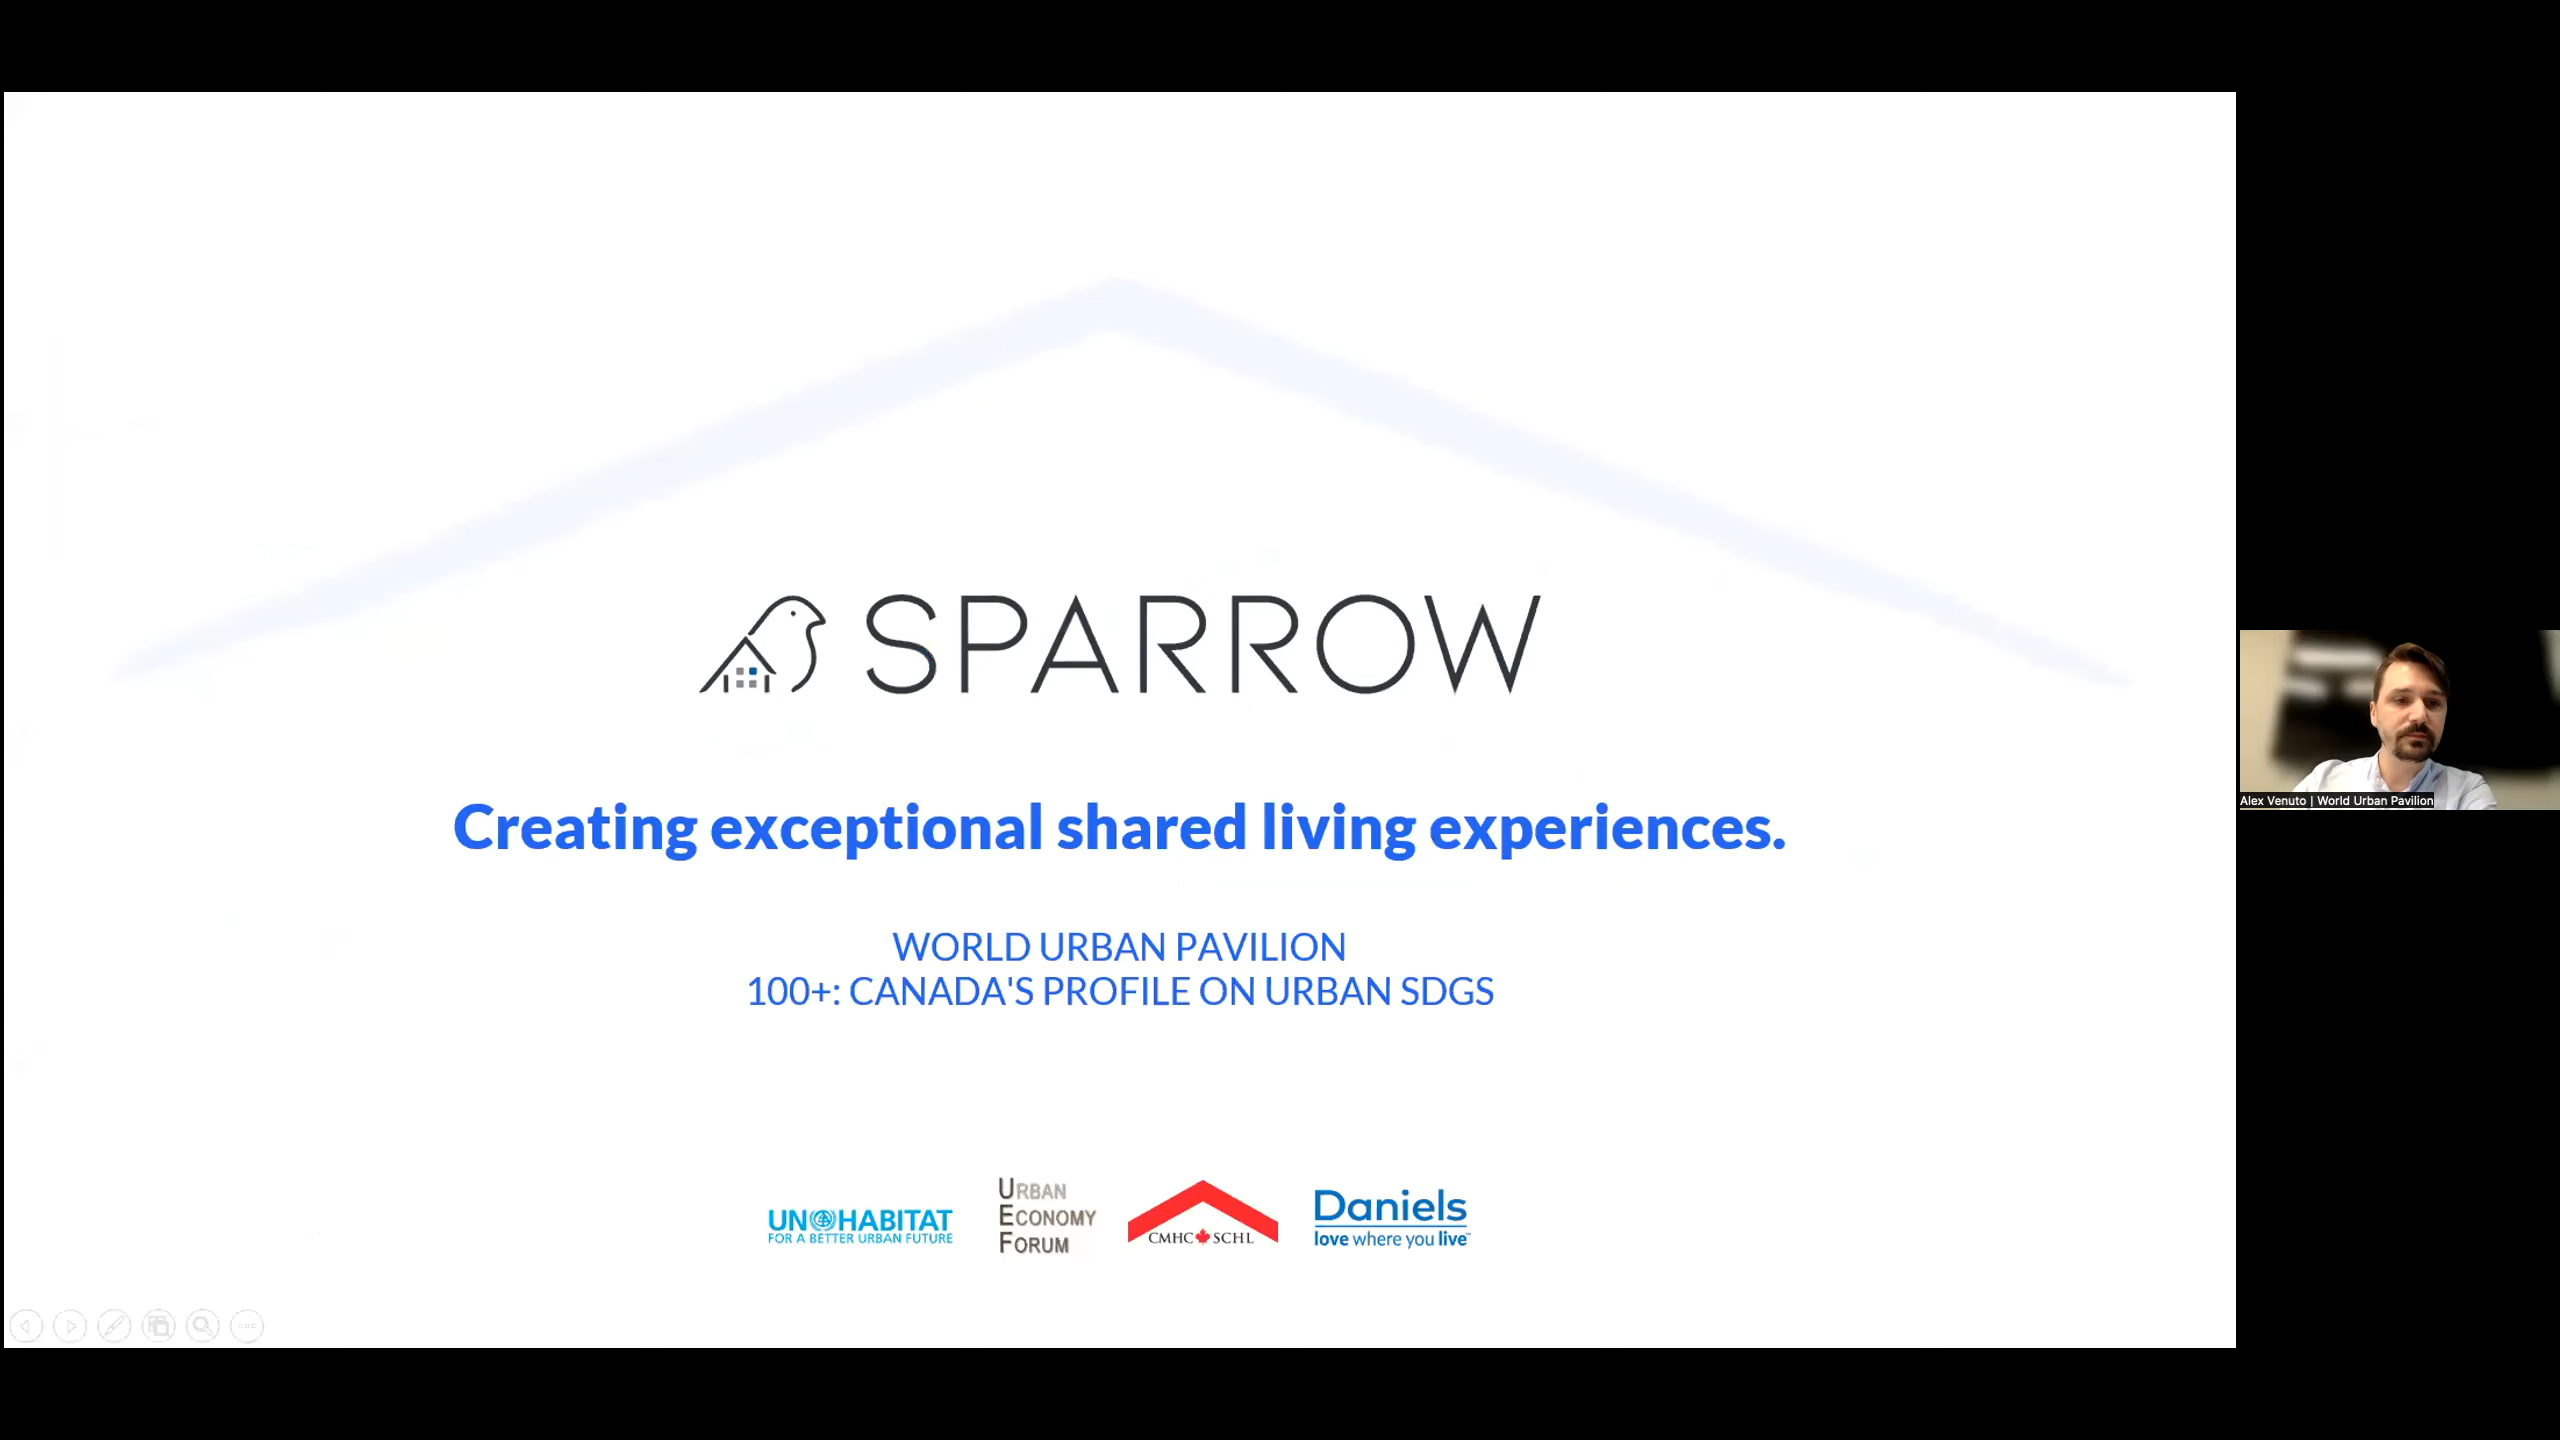 SPARROW
Creating exceptional shared living experiences.
WORLD URBAN PAVILION
100+: CANADA'S PROFILE ON URBAN SDGS
UN HABITAT
FOR A BETTER URBAN FUTURE
URBAN
ECONOMY
FORUM
CMHC SCHL
Daniels
love where you live™
Alex Venuto | World Urban Pavilion